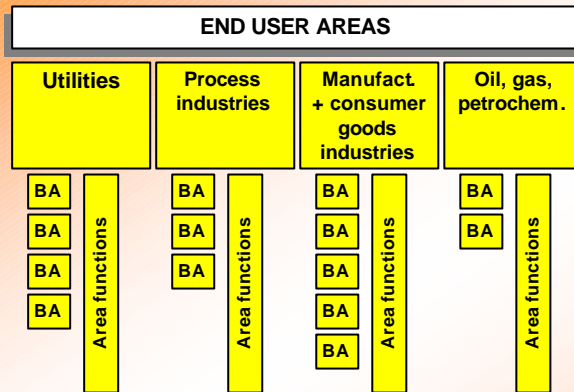 END USER AREAS
Utilities
Process
industries
Manufact.
+ consumer
goods
industries
Oil, gas,
petrochem.
BA
BA
BA
BA
Area functions
BA
BA
BA
Area functions
BA
BA
BA
BA
BA
Area functions
BA
BA
Area functions